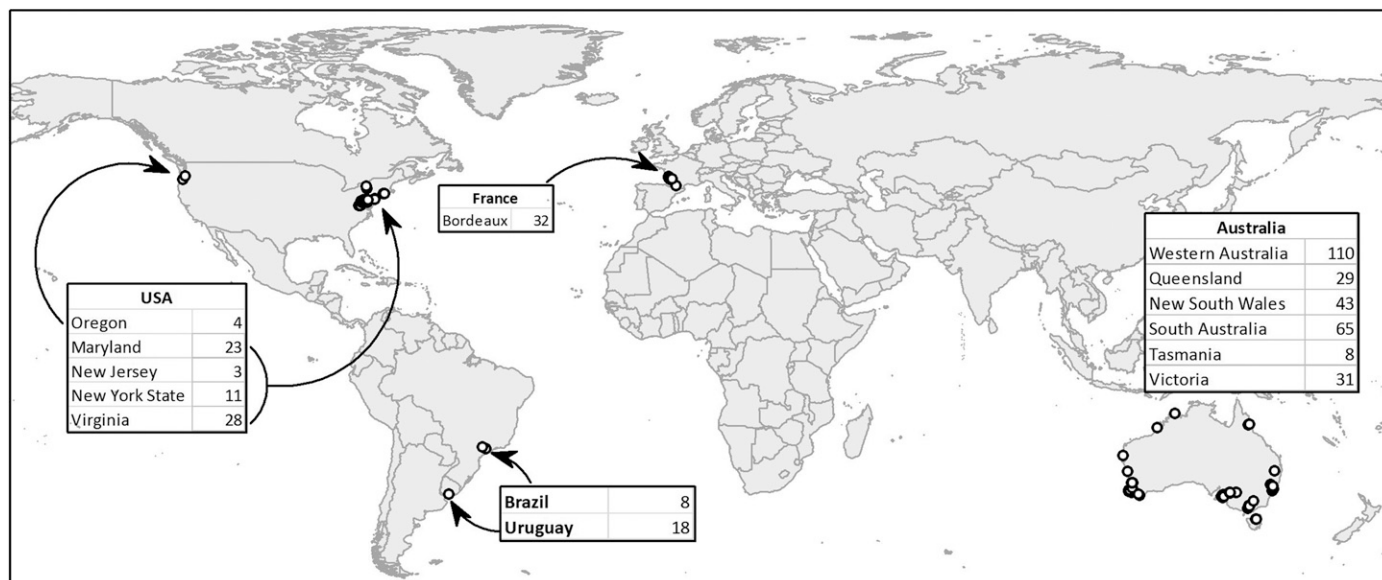 France
Bordeaux 32
Australia
Western Australia 110
Queensland 29
New South Wales 43
South Australia 65
Tasmania 8
Victoria 31
USA
Oregon 4
Maryland 23
New Jersey 3
New York State 11
Virginia 28
Brazil 8
Uruguay 18